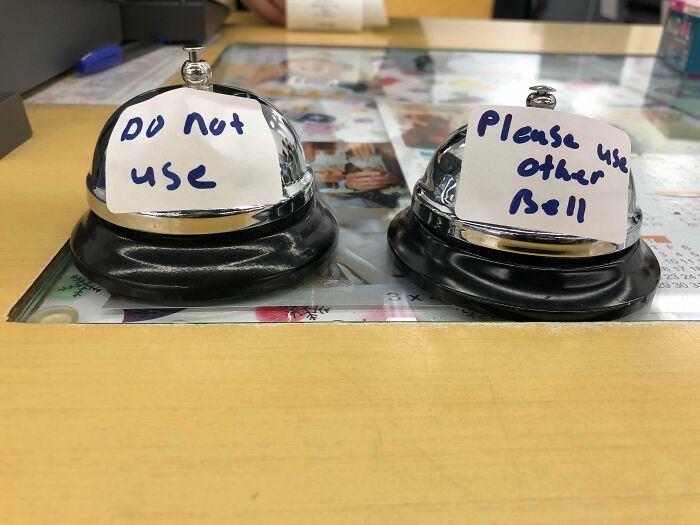 Do not
use
Please use
other
Bell